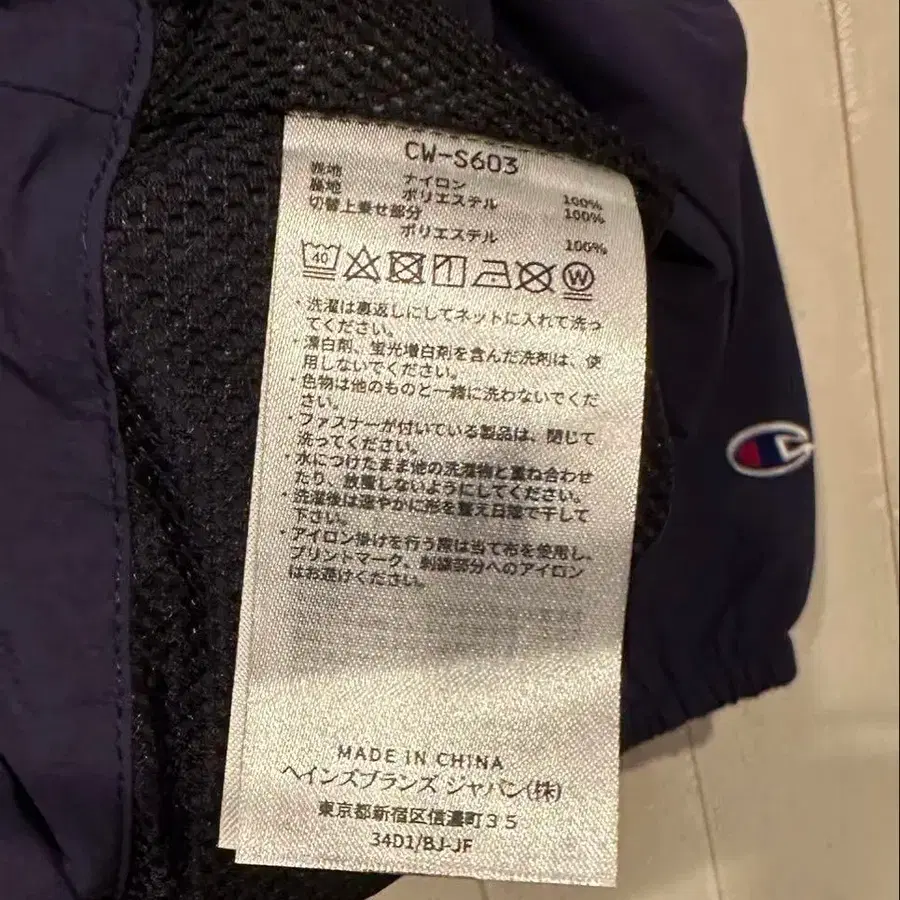 CW-S603
表地 ナイロン 100%
裏地 ポリエステル 100%
切替上乗せ部分
ポリエステル 100%
40 W
・洗濯は裏返しにしてネットに入れて洗っ
てください。
・漂白剤、蛍光増白剤を含んだ洗剤は、使
用しないでください。
・色物は他のものと一緒に洗わないでくだ
さい。
・ファスナーが付いている製品は、閉じて
洗ってください。
・水につけたまま他の洗濯物と重ね合わせ
たり、放置しないようにしてください。
・洗濯後は速やかに形を整え日陰で干して
下さい。
・アイロン掛けを行う際は当て布を使用し、
プリントマーク、刺繍部分へのアイロン
はお避けください。
MADE IN CHINA
ヘインズブランズ ジャパン(株)
東京都新宿区信濃町35
34D1/BJ-JF